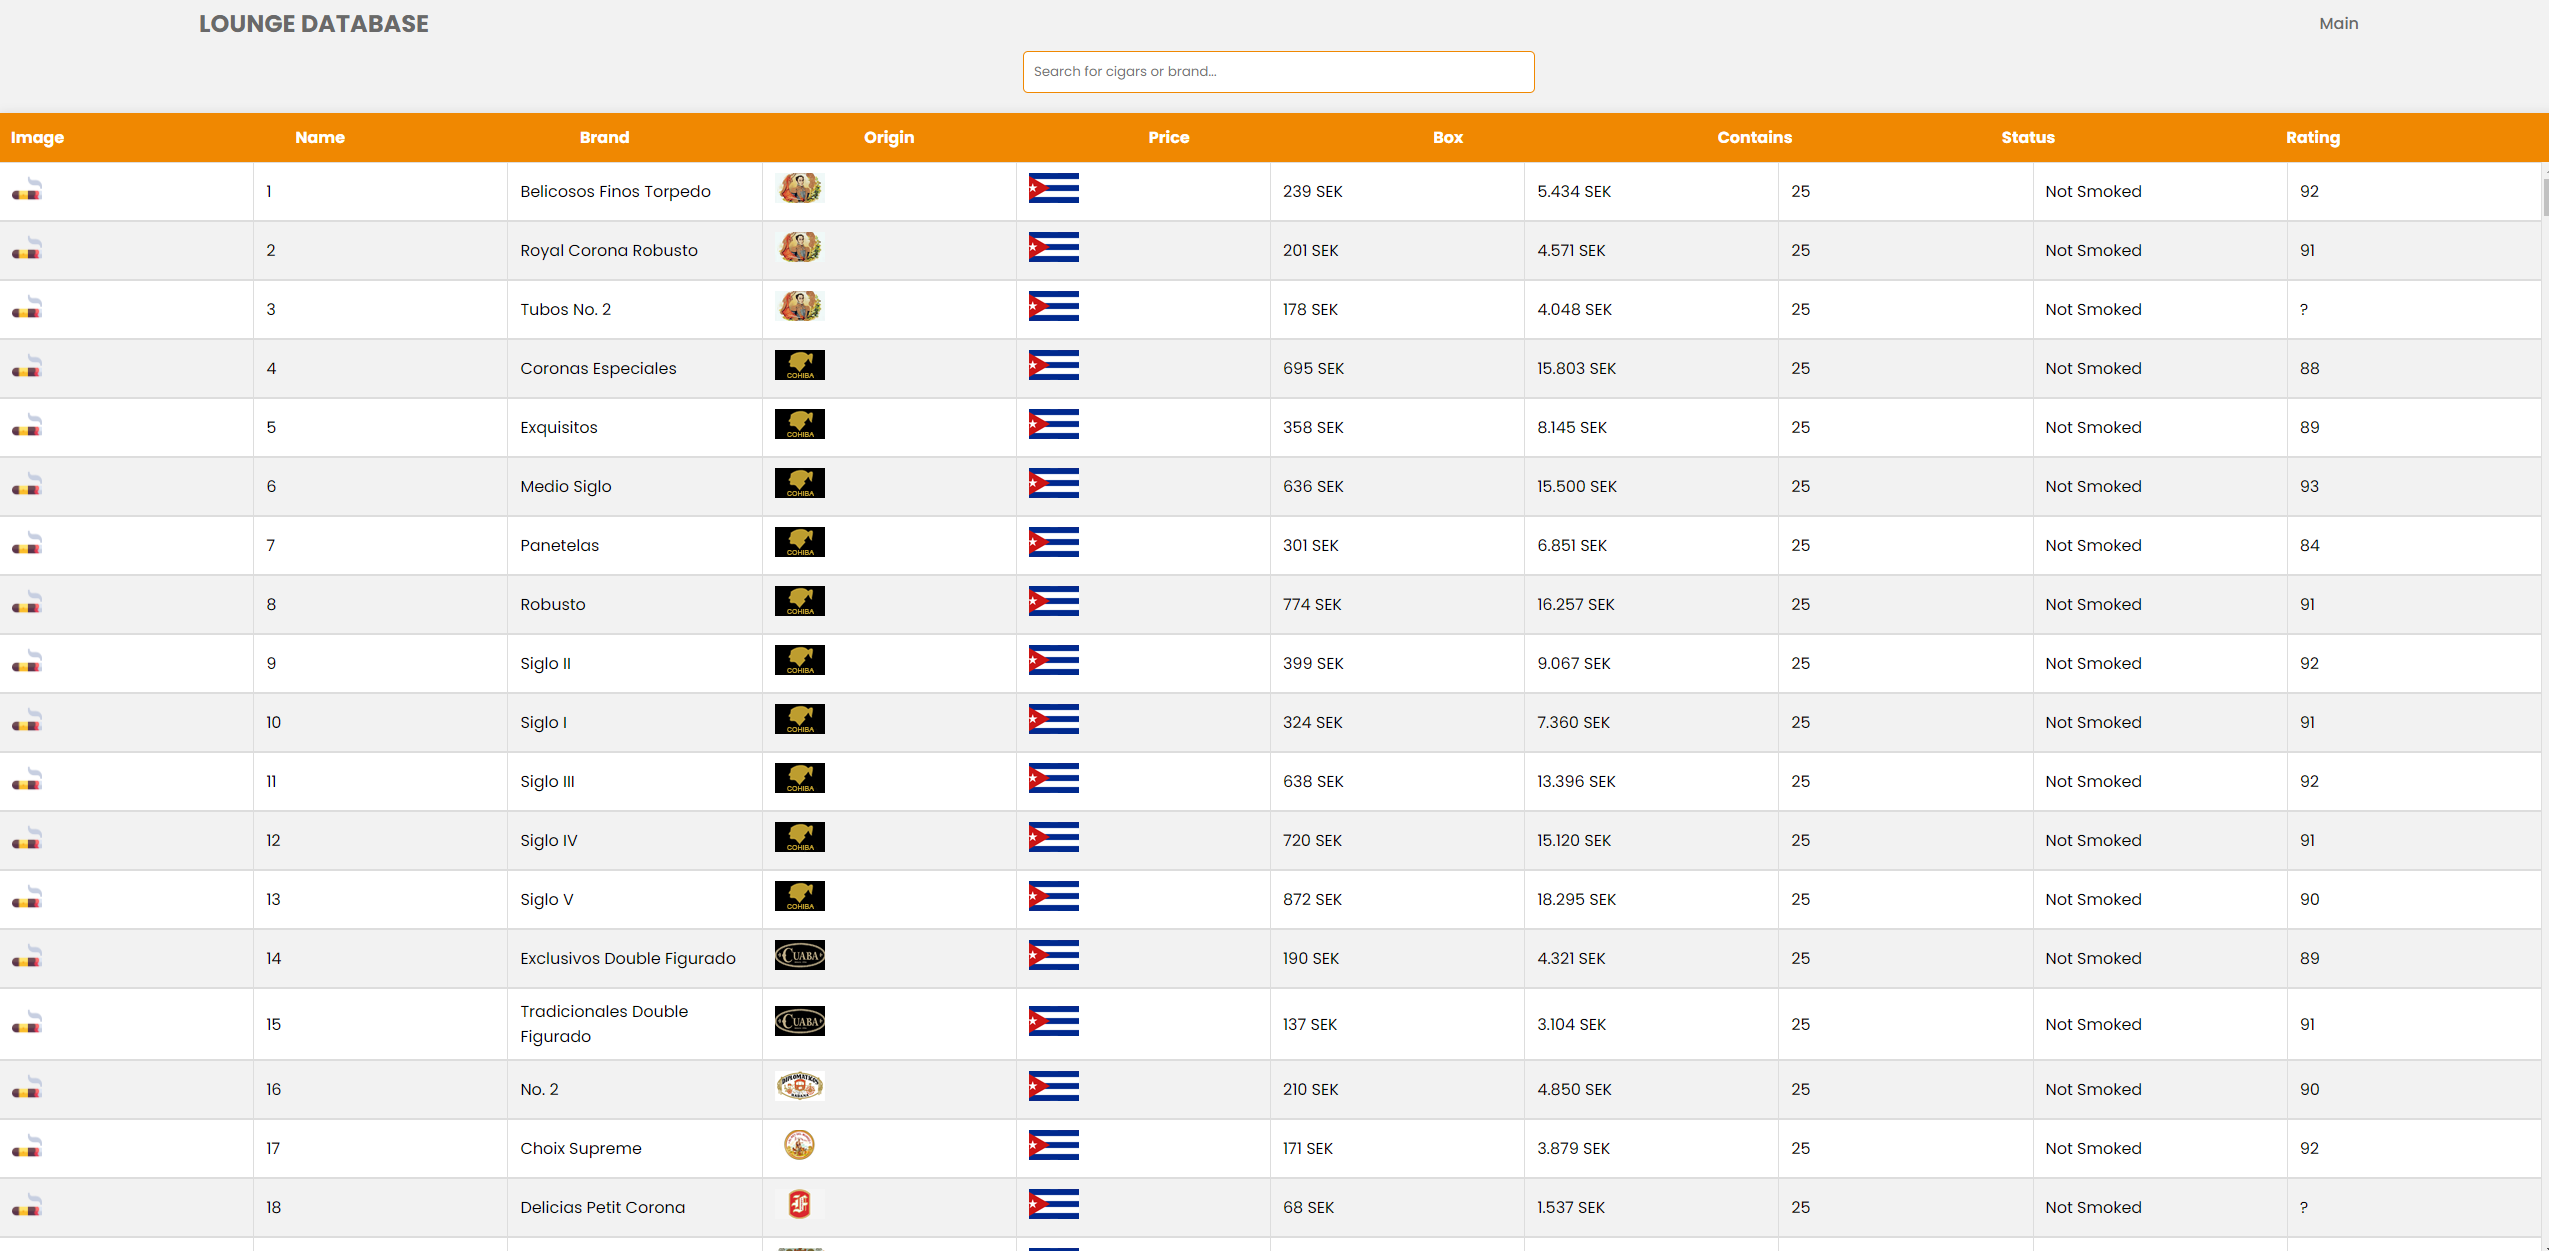 LOUNGE DATABASE Main
Search for cigars or brand...
Image Name Brand Origin Price Box Contains Status Rating
1 Belicosos Finos Torpedo 239 SEK 5.434 SEK 25 Not Smoked 92
2 Royal Corona Robusto 201 SEK 4.571 SEK 25 Not Smoked 91
3 Tubos No. 2 178 SEK 4.048 SEK 25 Not Smoked ?
4 Coronas Especiales COHIBA 695 SEK 15.803 SEK 25 Not Smoked 88
5 Exquisitos COHIBA 358 SEK 8.145 SEK 25 Not Smoked 89
6 Medio Siglo COHIBA 636 SEK 15.500 SEK 25 Not Smoked 93
7 Panetelas COHIBA 301 SEK 6.851 SEK 25 Not Smoked 84
8 Robusto COHIBA 774 SEK 16.257 SEK 25 Not Smoked 91
9 Siglo II COHIBA 399 SEK 9.067 SEK 25 Not Smoked 92
10 Siglo I COHIBA 324 SEK 7.360 SEK 25 Not Smoked 91
11 Siglo III COHIBA 638 SEK 13.396 SEK 25 Not Smoked 92
12 Siglo IV COHIBA 720 SEK 15.120 SEK 25 Not Smoked 91
13 Siglo V COHIBA 872 SEK 18.295 SEK 25 Not Smoked 90
14 Exclusivos Double Figurado CUABA 190 SEK 4.321 SEK 25 Not Smoked 89
15 Tradicionales Double Figurado CUABA 137 SEK 3.104 SEK 25 Not Smoked 91
16 No. 2 210 SEK 4.850 SEK 25 Not Smoked 90
17 Choix Supreme 171 SEK 3.879 SEK 25 Not Smoked 92
18 Delicias Petit Corona 68 SEK 1.537 SEK 25 Not Smoked ?